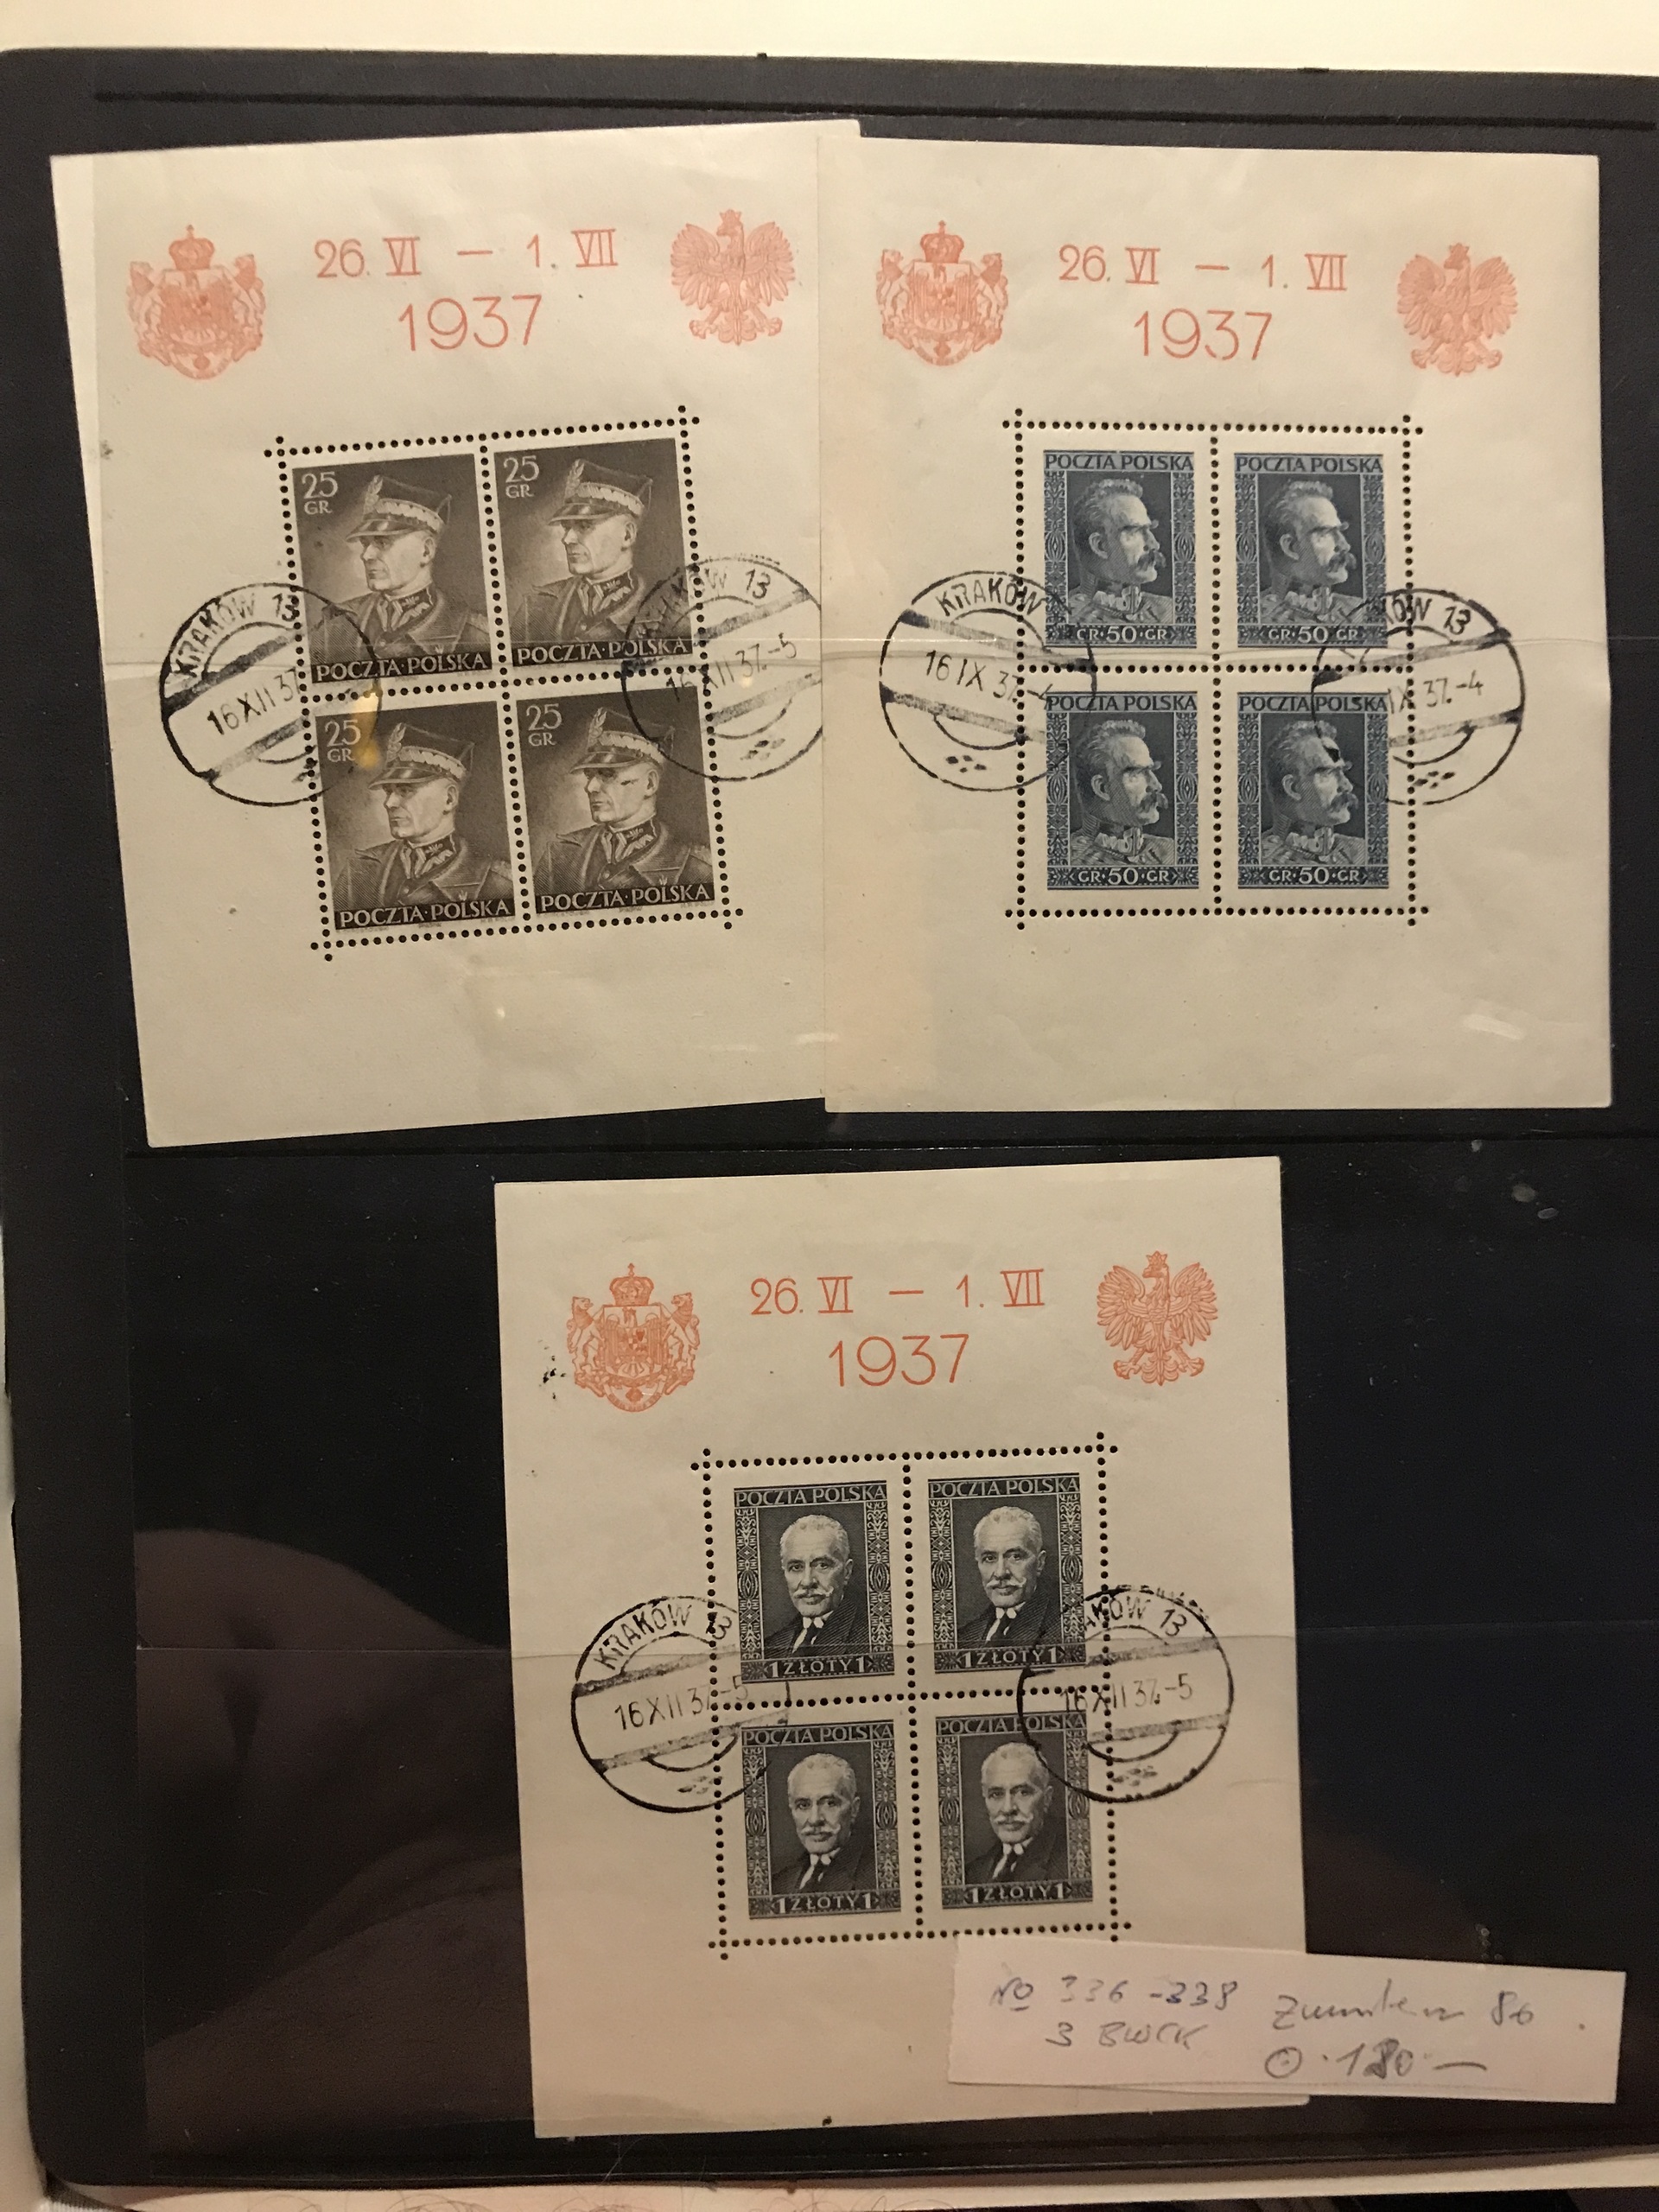 26. VI — 1. VII
1937
25
GR
25
GR
POCZTA·POLSKA
POCZTA·POLSKA
25
GR
25
GR
POCZTA·POLSKA
POCZTA·POLSKA
KRAKÓW 13
16 XII 37
KRAKÓW 13
16 XII 37.-5
26. VI — 1. VII
1937
POCZTA POLSKA
POCZTA POLSKA
GR·50·GR
GR·50·GR
POCZTA POLSKA
POCZTA POLSKA
GR·50·GR
GR·50·GR
KRAKÓW
16 IX 37.-4
KÓW 13
IX 37.-4
26. VI — 1. VII
1937
POCZTA POLSKA
POCZTA POLSKA
1 ZŁOTY 1
1 ZŁOTY 1
POCZTA POLSKA
POCZTA POLSKA
1 ZŁOTY 1
1 ZŁOTY 1
KRAKÓW 13
16 XII 37.-5
AKÓW 13
16 XII 37.-5
No 336-338
3 BLOCK
86
180 —